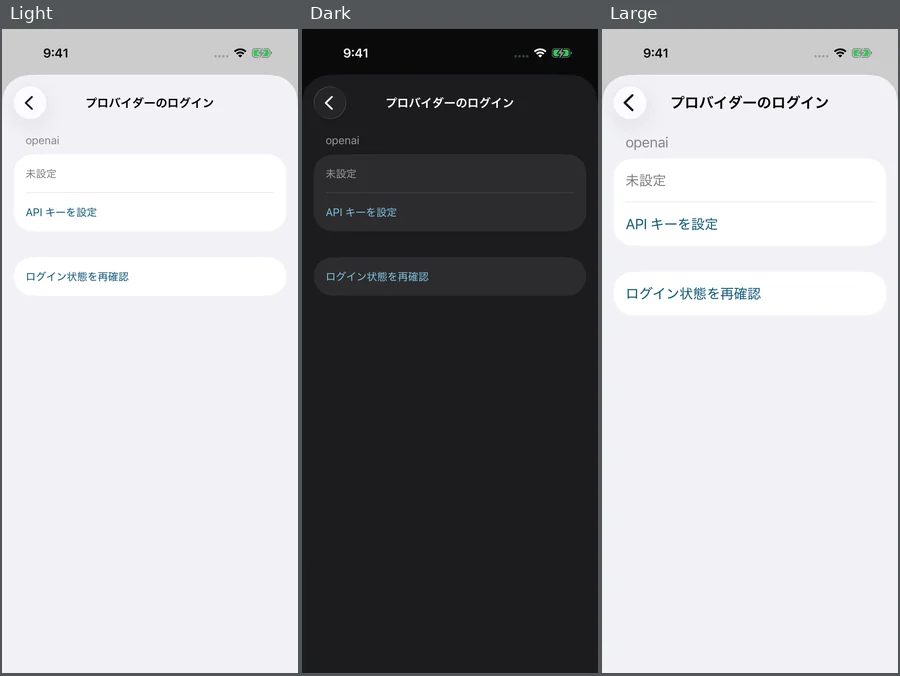 Light
9:41
プロバイダーのログイン
openai
未設定
API キーを設定
ログイン状態を再確認
Dark
9:41
プロバイダーのログイン
openai
未設定
API キーを設定
ログイン状態を再確認
Large
9:41
プロバイダーのログイン
openai
未設定
API キーを設定
ログイン状態を再確認